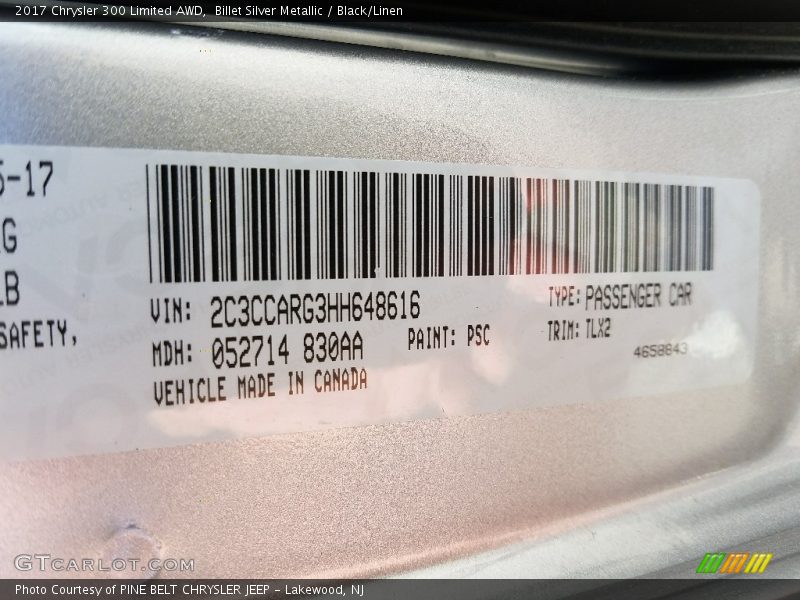 2017 Chrysler 300 Limited AWD, Billet Silver Metallic / Black/Linen
5-17
G
LB
SAFETY,
VIN: 2C3CCARG3HH648616
TYPE: PASSENGER CAR
MDH: 052714 830AA
PAINT: PSC
TRIM: TLX2
4658843
VEHICLE MADE IN CANADA
GTCARLOT.COM
Photo Courtesy of PINE BELT CHRYSLER JEEP - Lakewood, NJ